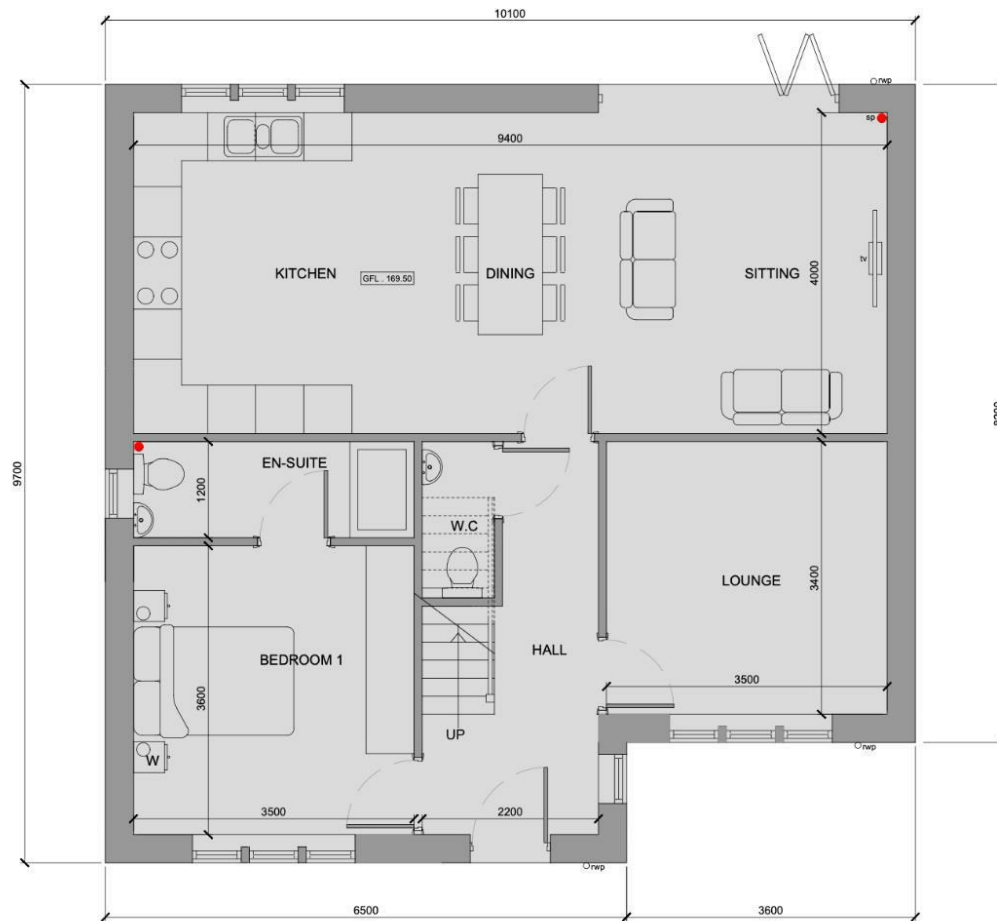 10100
rwp
sp
9400
KITCHEN
GFL . 169.50
DINING
SITTING
tv
4000
9700
EN-SUITE
1200
W.C
LOUNGE
3400
HALL
BEDROOM 1
3600
3500
UP
W
3500
2200
rwp
rwp
6500
3600